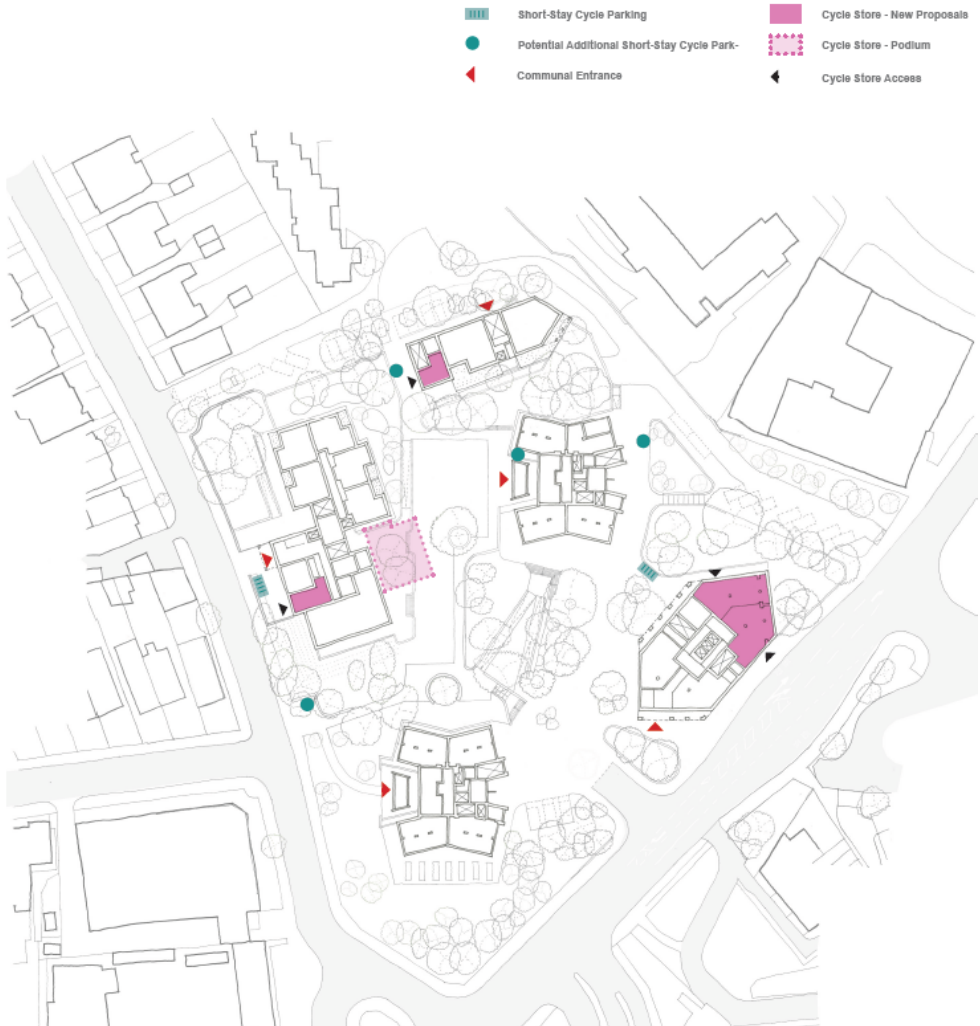 Short-Stay Cycle Parking
Cycle Store - New Proposals
Potential Additional Short-Stay Cycle Park-
Cycle Store - Podium
Communal Entrance
Cycle Store Access